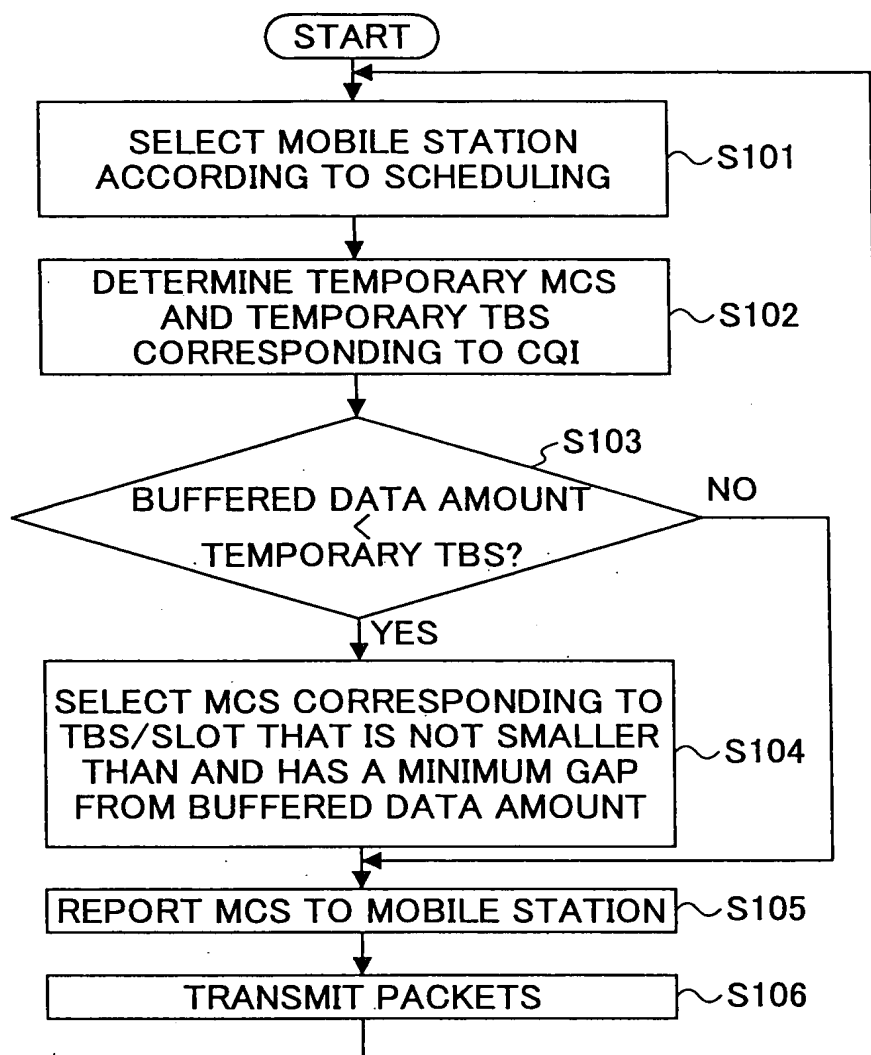 START
SELECT MOBILE STATION
ACCORDING TO SCHEDULING
S101
DETERMINE TEMPORARY MCS
AND TEMPORARY TBS
CORRESPONDING TO CQI
S102
S103
BUFFERED DATA AMOUNT
<
TEMPORARY TBS?
NO
YES
SELECT MCS CORRESPONDING TO
TBS/SLOT THAT IS NOT SMALLER
THAN AND HAS A MINIMUM GAP
FROM BUFFERED DATA AMOUNT
S104
REPORT MCS TO MOBILE STATION
S105
TRANSMIT PACKETS
S106